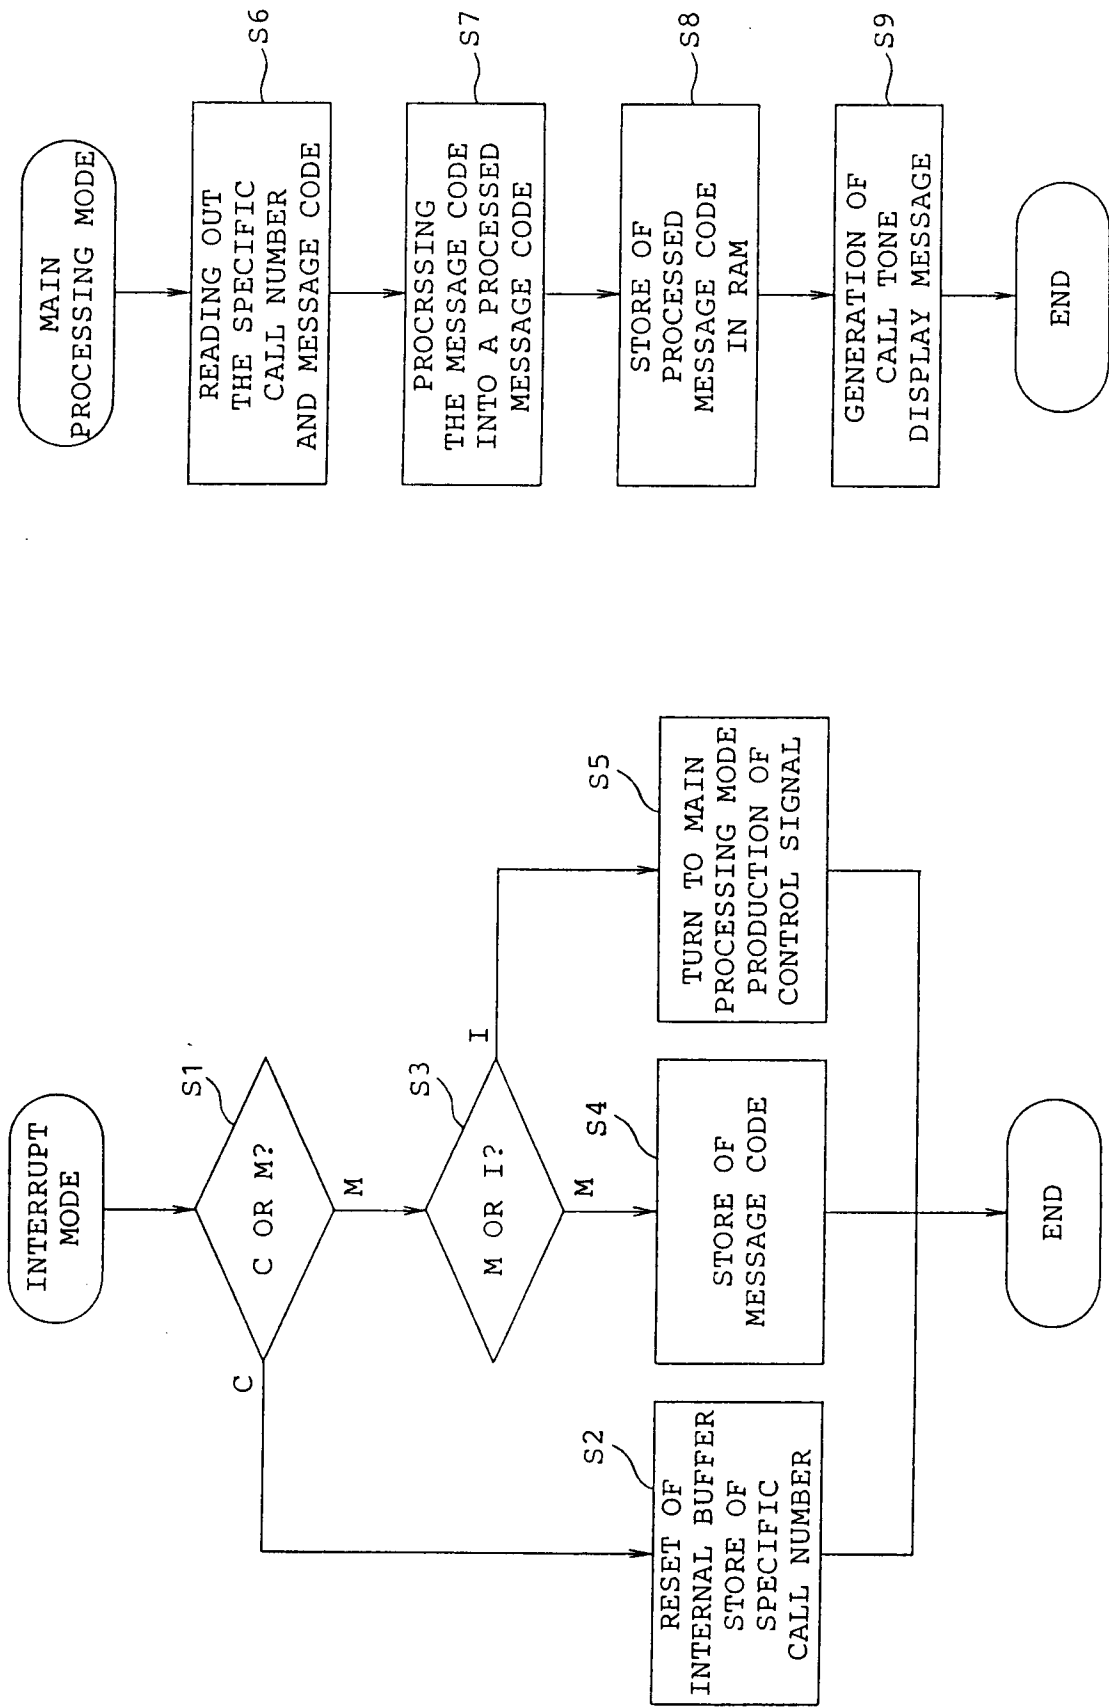 INTERRUPT
MODE
C OR M?
S1
C
M
M OR I?
S3
I
M
RESET OF
INTERNAL BUFFER
STORE OF
SPECIFIC
CALL NUMBER
S2
STORE OF
MESSAGE CODE
S4
TURN TO MAIN
PROCESSING MODE
PRODUCTION OF
CONTROL SIGNAL
S5
END
MAIN
PROCESSING MODE
READING OUT
THE SPECIFIC
CALL NUMBER
AND MESSAGE CODE
S6
PROCRSSING
THE MESSAGE CODE
INTO A PROCESSED
MESSAGE CODE
S7
STORE OF
PROCESSED
MESSAGE CODE
IN RAM
S8
GENERATION OF
CALL TONE
DISPLAY MESSAGE
S9
END